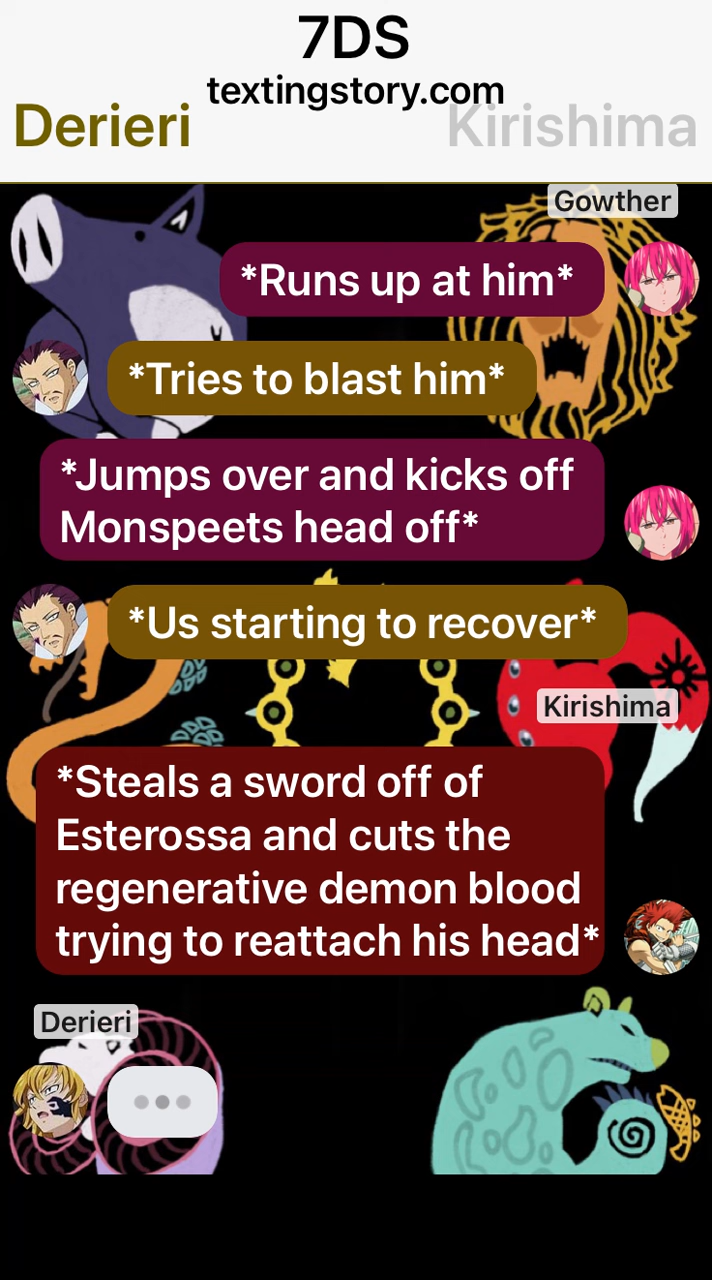 7DS
textingstory.com
Derieri
Kirishima
Gowther
*Runs up at him*
*Tries to blast him*
*Jumps over and kicks off
Monspeets head off*
*Us starting to recover*
Kirishima
*Steals a sword off of
Esterossa and cuts the
regenerative demon blood
trying to reattach his head*
Derieri